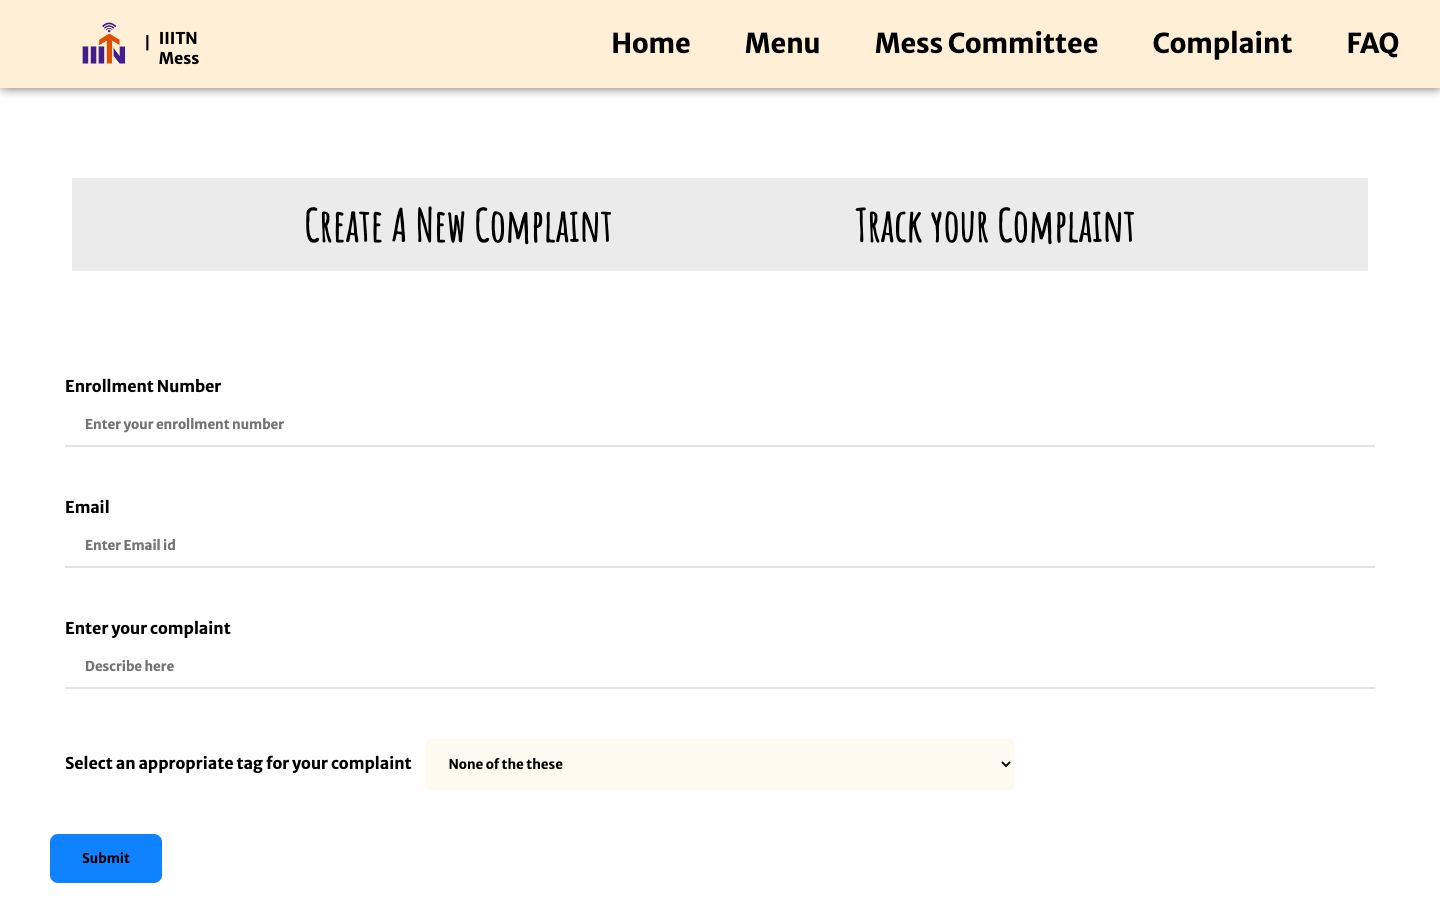 IIIT N
| IIITN
Mess
Home Menu Mess Committee Complaint FAQ
Create A New Complaint Track your Complaint
Enrollment Number
Enter your enrollment number
Email
Enter Email id
Enter your complaint
Describe here
Select an appropriate tag for your complaint None of the these
Submit